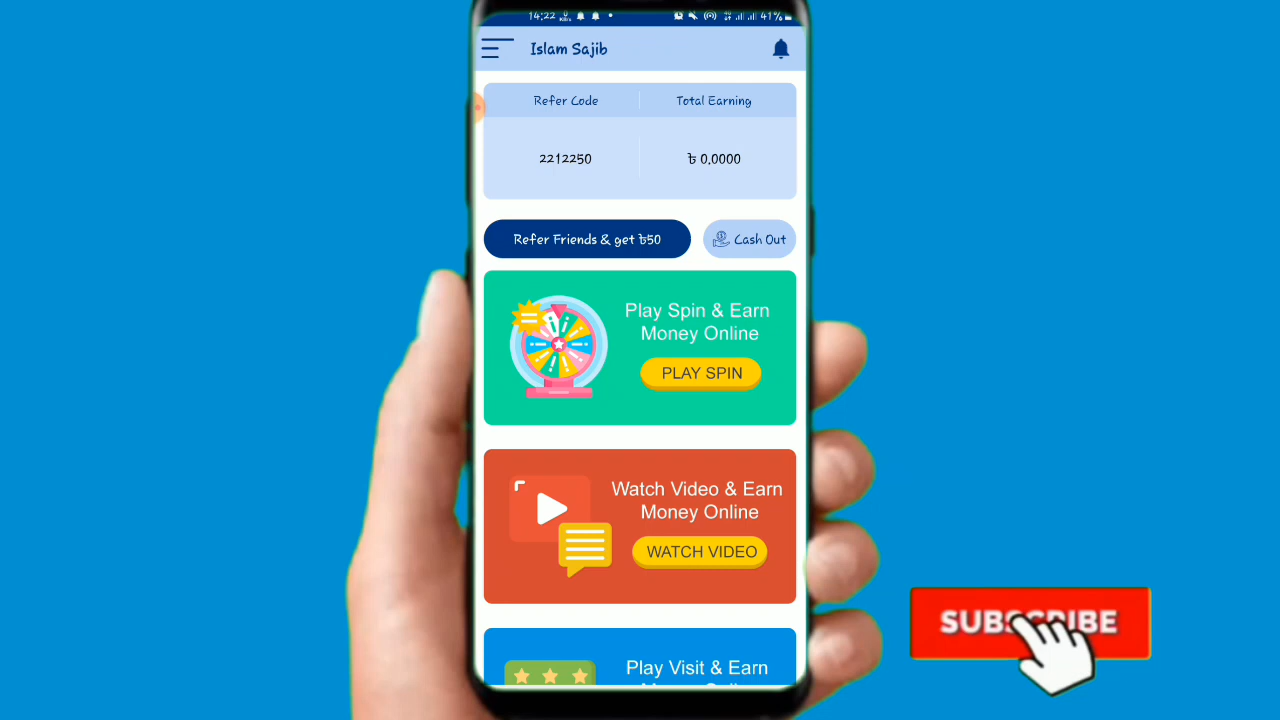 14:22
41%
Islam Sajib
Refer Code
Total Earning
2212250
৳ 0.0000
Refer Friends & get ৳50
Cash Out
Play Spin & Earn
Money Online
PLAY SPIN
Watch Video & Earn
Money Online
WATCH VIDEO
Play Visit & Earn
SUBSCRIBE